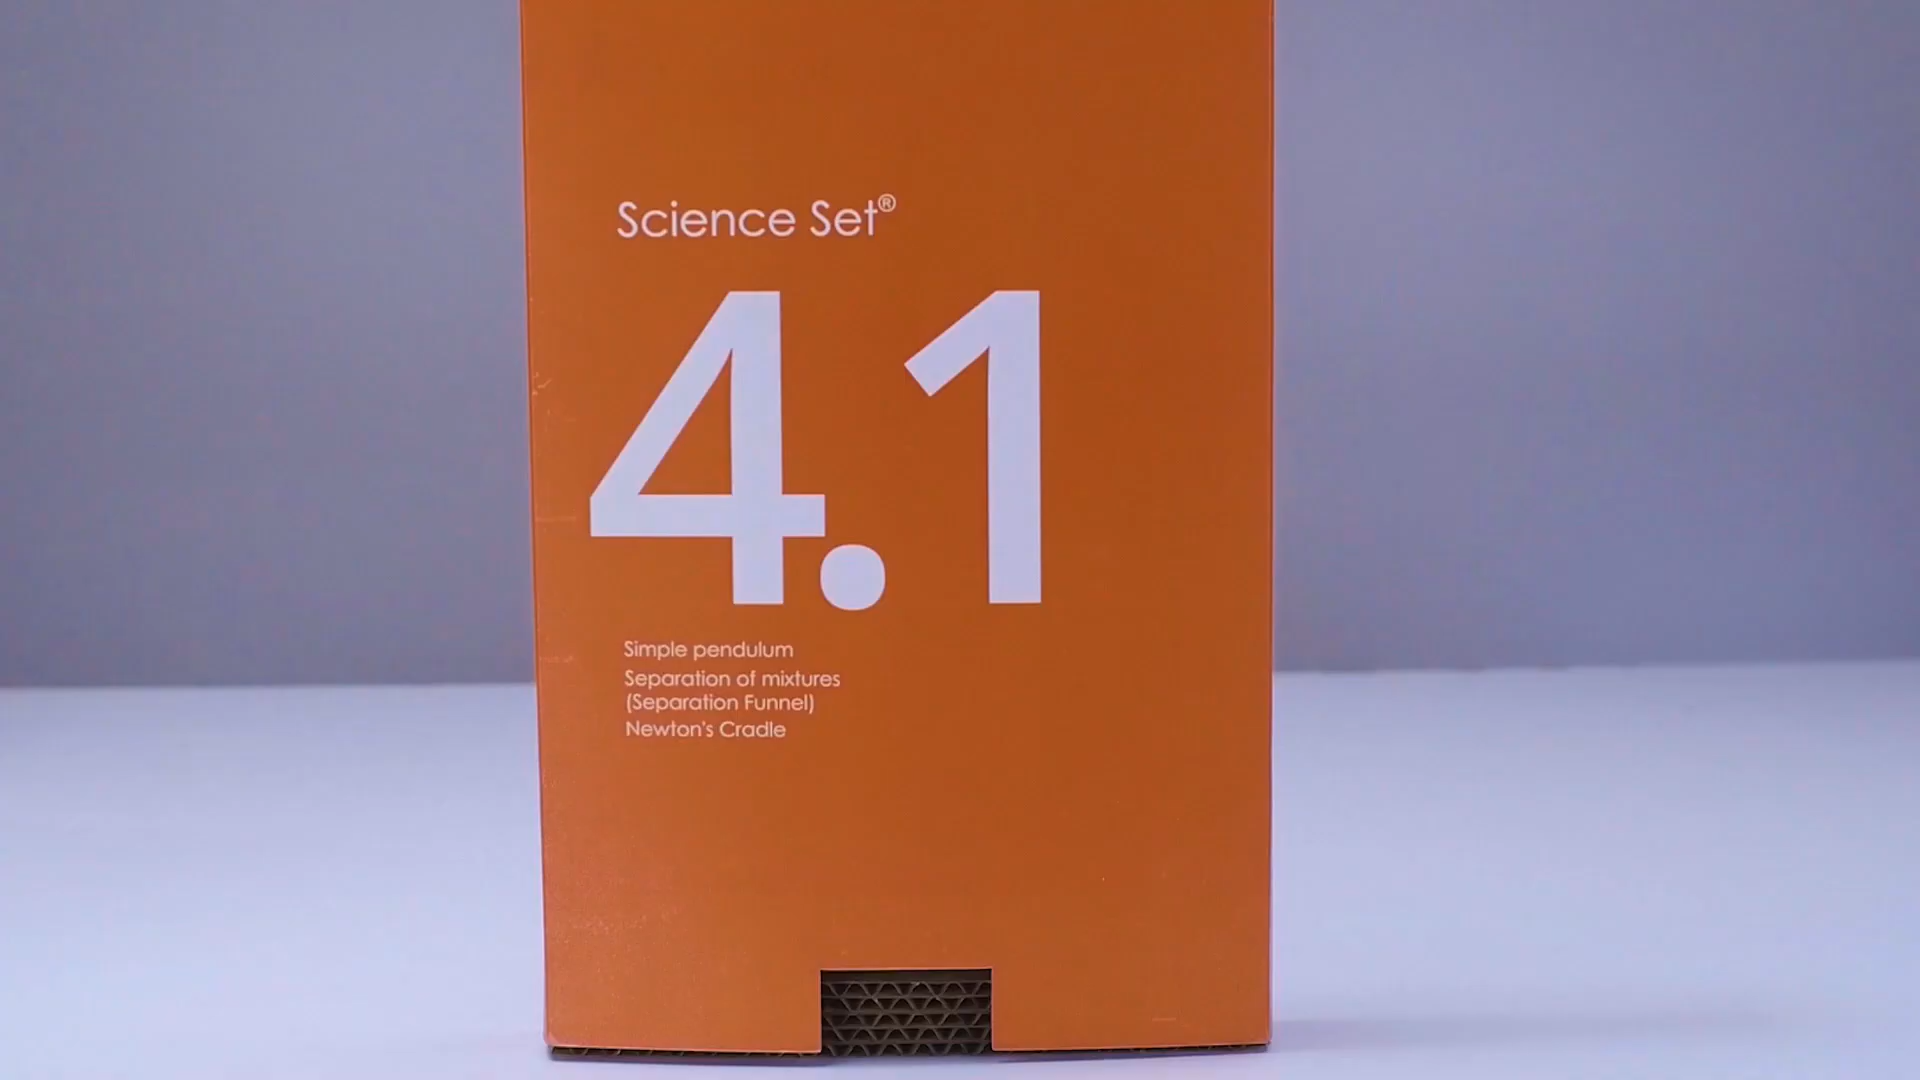 Science Set®
4.1
Simple pendulum
Separation of mixtures
(Separation Funnel)
Newton's Cradle